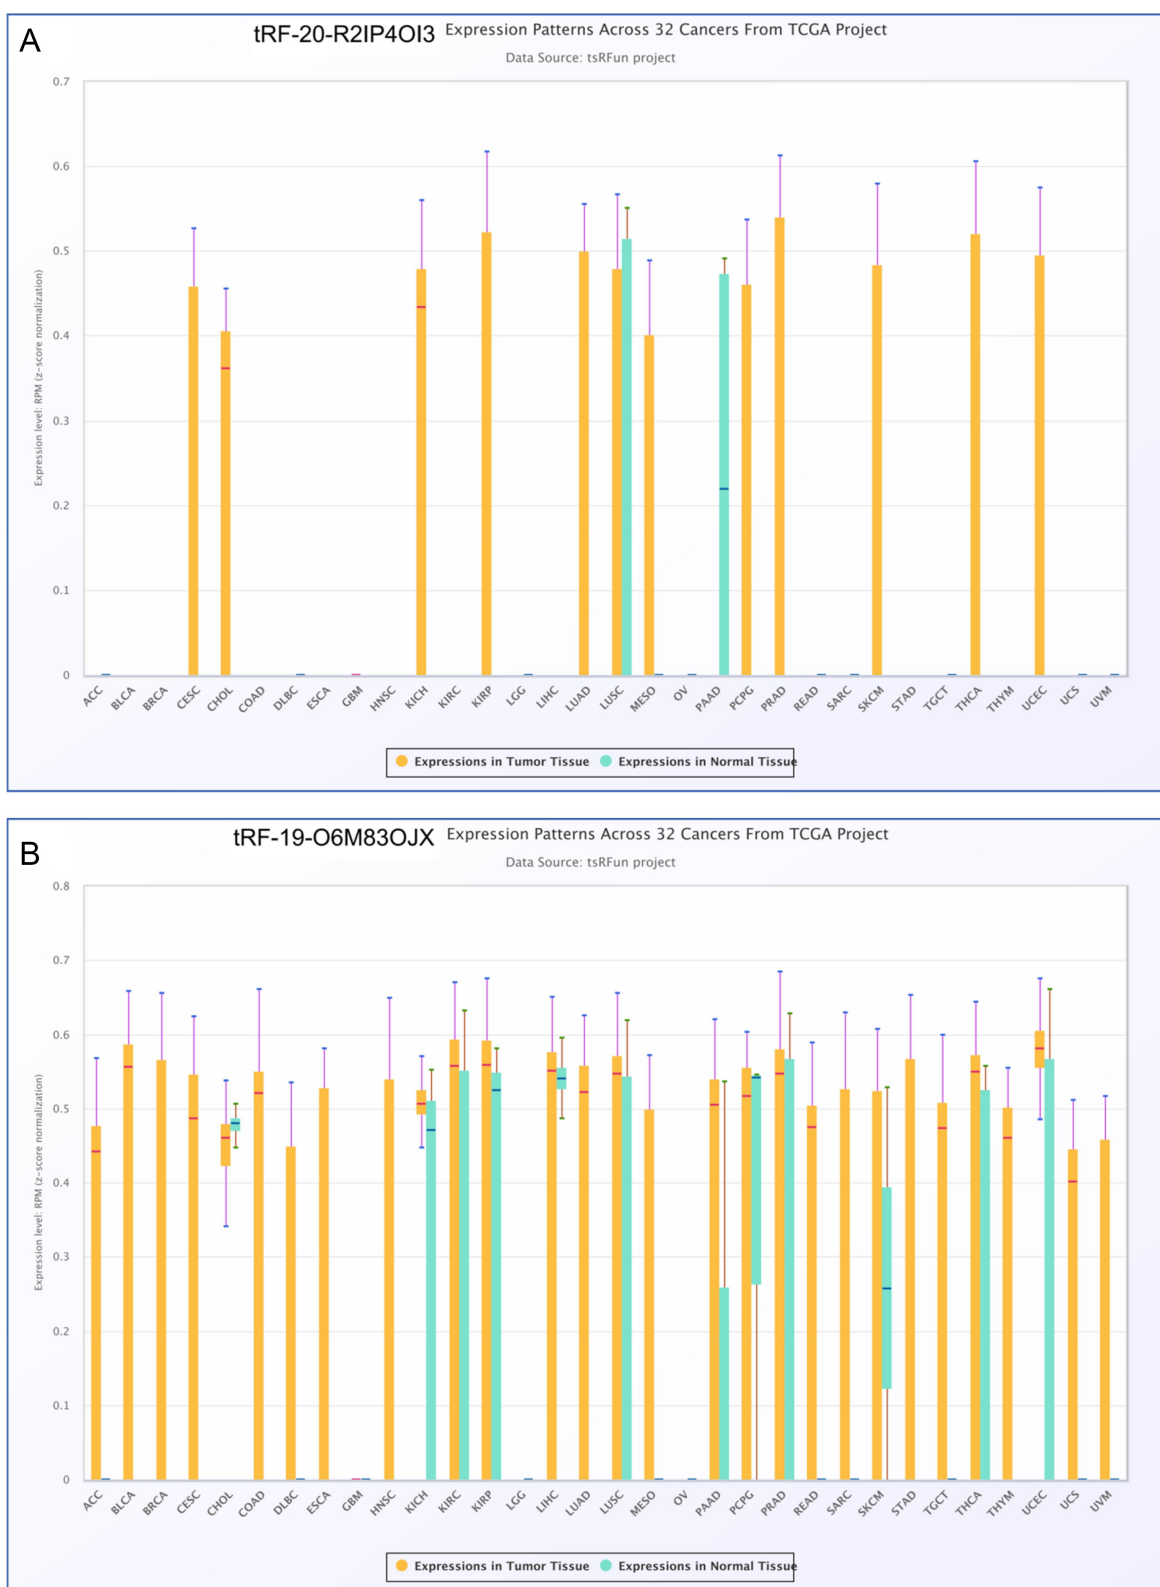 A
tRF-20-R2IP4OI3 Expression Patterns Across 32 Cancers From TCGA Project
Data Source: tsRFun project
Expression level: RPM (z-score normalization)
0.7
0.6
0.5
0.4
0.3
0.2
0.1
0
ACC BLCA BRCA CESC CHOL COAD DLBC ESCA GBM HNSC KICH KIRC KIRP LGG LIHC LUAD LUSC MESO OV PAAD PCPG PRAD READ SARC SKCM STAD TGCT THCA THYM UCEC UCS UVM
Expressions in Tumor Tissue Expressions in Normal Tissue
B
tRF-19-O6M83OJX Expression Patterns Across 32 Cancers From TCGA Project
Data Source: tsRFun project
Expression level: RPM (z-score normalization)
0.8
0.7
0.6
0.5
0.4
0.3
0.2
0.1
0
ACC BLCA BRCA CESC CHOL COAD DLBC ESCA GBM HNSC KICH KIRC KIRP LGG LIHC LUAD LUSC MESO OV PAAD PCPG PRAD READ SARC SKCM STAD TGCT THCA THYM UCEC UCS UVM
Expressions in Tumor Tissue Expressions in Normal Tissue